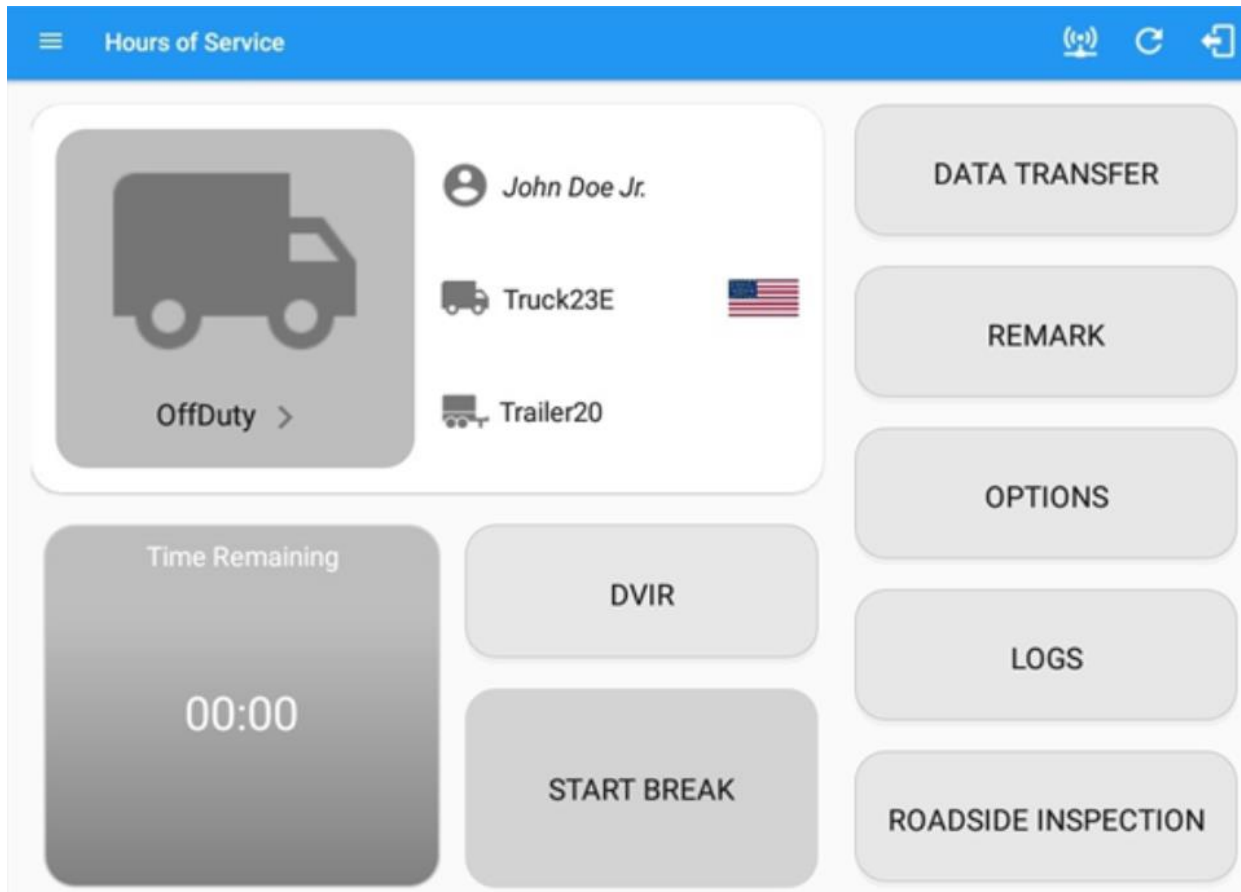 Hours of Service
John Doe Jr.
Truck23E
Trailer20
OffDuty >
DATA TRANSFER
REMARK
OPTIONS
LOGS
ROADSIDE INSPECTION
Time Remaining
00:00
DVIR
START BREAK